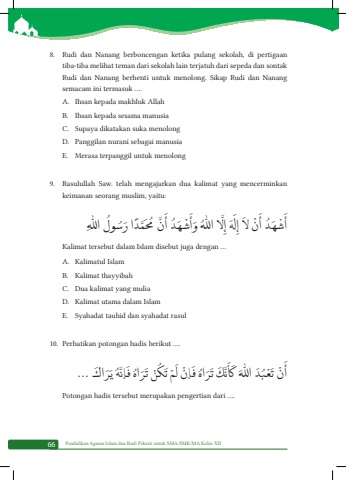 8. Rudi dan Nanang berboncengan ketika pulang sekolah, di pertigaan
tiba-tiba melihat teman dari sekolah lain terjatuh dari sepeda dan sontak
Rudi dan Nanang berhenti untuk menolong. Sikap Rudi dan Nanang
semacam ini termasuk ....
A. Ihsan kepada makhluk Allah
B. Ihsan kepada sesama manusia
C. Supaya dikatakan suka menolong
D. Panggilan nurani sebagai manusia
E. Merasa terpanggil untuk menolong
9. Rasulullah Saw. telah mengajarkan dua kalimat yang mencerminkan
keimanan seorang muslim, yaitu:
أَشْهَدُ أَنْ لاَ إِلَهَ إِلَّا اللهُ وَأَشْهَدُ أَنَّ مُحَمَّدًا رَسُولُ اللهِ
Kalimat tersebut dalam Islam disebut juga dengan ...
A. Kalimatul Islam
B. Kalimat thayyibah
C. Dua kalimat yang mulia
D. Kalimat utama dalam Islam
E. Syahadat tauhid dan syahadat rasul
10. Perhatikan potongan hadis berikut ....
أَنْ تَعْبُدَ اللهَ كَأَنَّكَ تَرَاهُ فَإِنْ لَمْ تَكُنْ تَرَاهُ فَإِنَّهُ يَرَاكَ ...
Potongan hadis tersebut merupakan pengertian dari ....
66 Pendidikan Agama Islam dan Budi Pekerti untuk SMA/SMK/MA Kelas XII